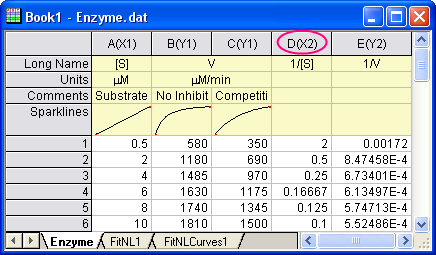 Book1 - Enzyme.dat
A(X1) B(Y1) C(Y1) D(X2) E(Y2)
Long Name [S] V 1/[S] 1/V
Units µM µM/min
Comments Substrate No Inhibit Competiti
Sparklines
1 0.5 580 350 2 0.00172
2 2 1180 690 0.5 8.47458E-4
3 4 1485 970 0.25 6.73401E-4
4 6 1630 1175 0.16667 6.13497E-4
5 8 1740 1345 0.125 5.74713E-4
6 10 1810 1500 0.1 5.52486E-4
Enzyme FitNL1 FitNLCurves1